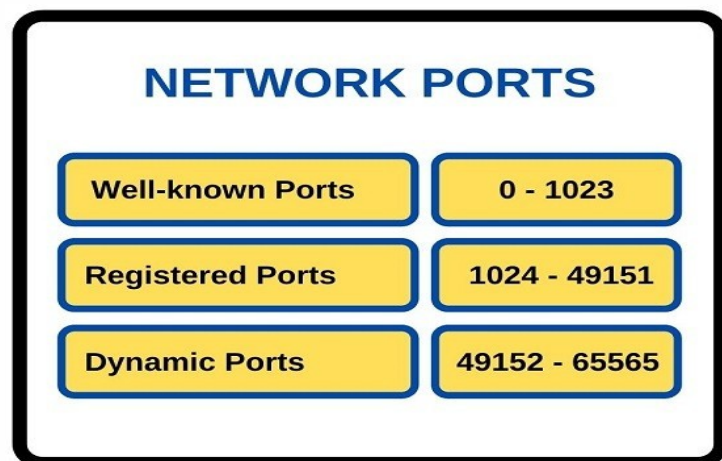 NETWORK PORTS
Well-known Ports 0 - 1023
Registered Ports 1024 - 49151
Dynamic Ports 49152 - 65565